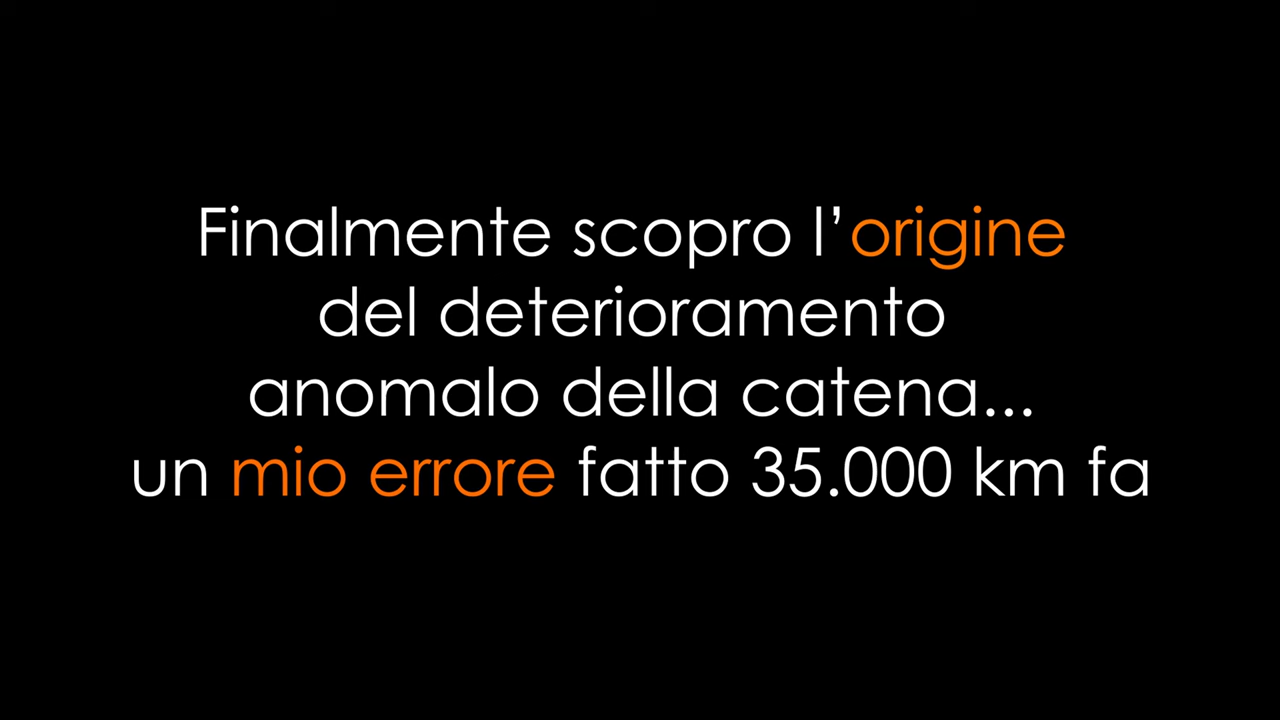 Finalmente scopro l’origine
del deterioramento
anomalo della catena...
un mio errore fatto 35.000 km fa